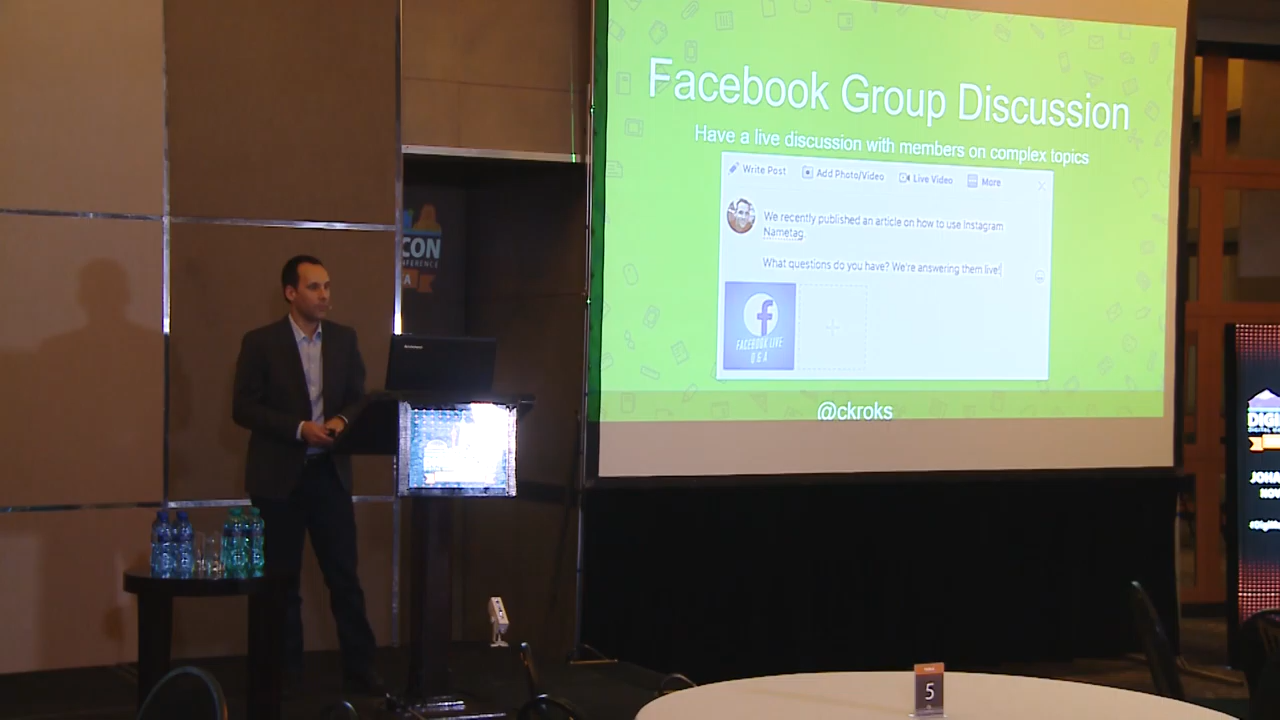 Facebook Group Discussion
Have a live discussion with members on complex topics
Write Post Add Photo/Video Live Video More
We recently published an article on how to use Instagram
Nametag.
What questions do you have? We're answering them live!
FACEBOOK LIVE
Q & A
@ckroks
CON
5